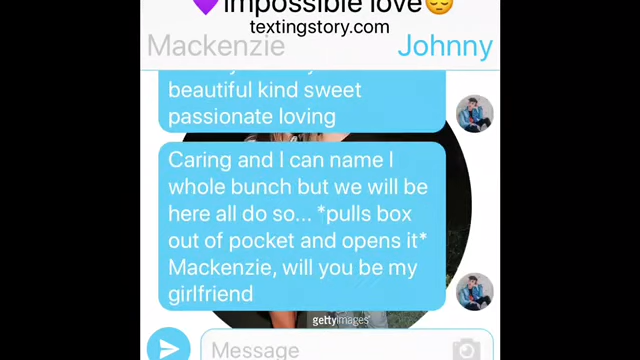 💜impossible love😔
textingstory.com
Mackenzie Johnny
beautiful kind sweet
passionate loving
Caring and I can name I
whole bunch but we will be
here all do so... *pulls box
out of pocket and opens it*
Mackenzie, will you be my
girlfriend
gettyimages
Message